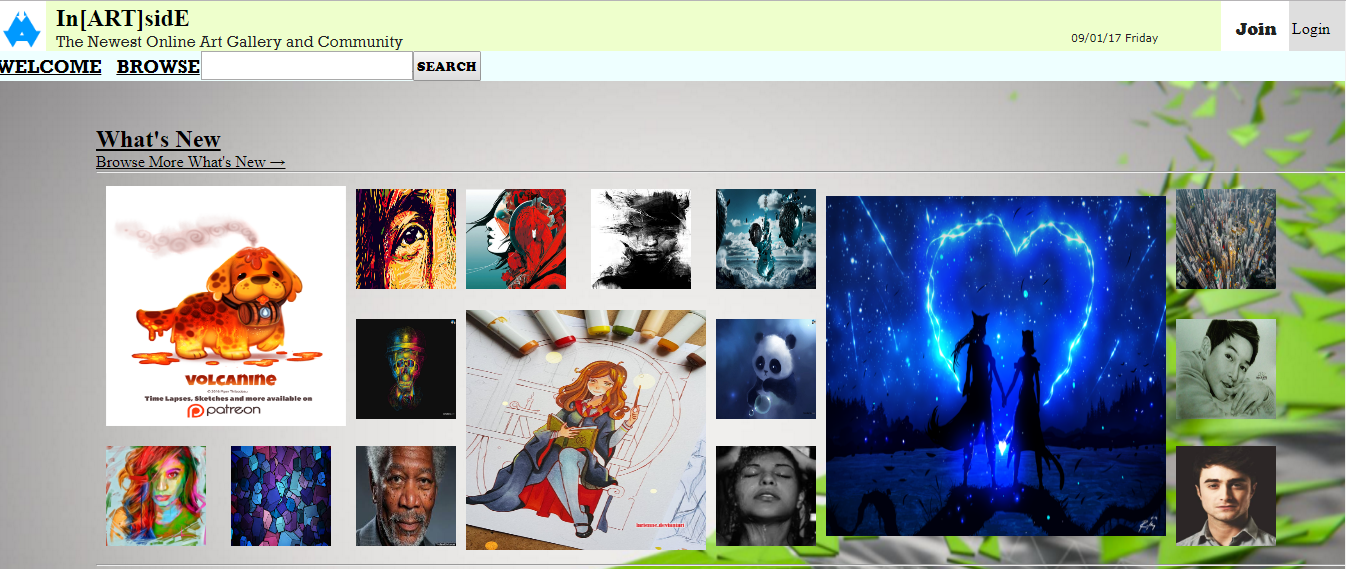 In[ART]sidE
The Newest Online Art Gallery and Community
09/01/17 Friday
Join
Login
WELCOME
BROWSE
SEARCH
What's New
Browse More What's New →
VOLCANINE
Time Lapses, Sketches and more available on
patreon